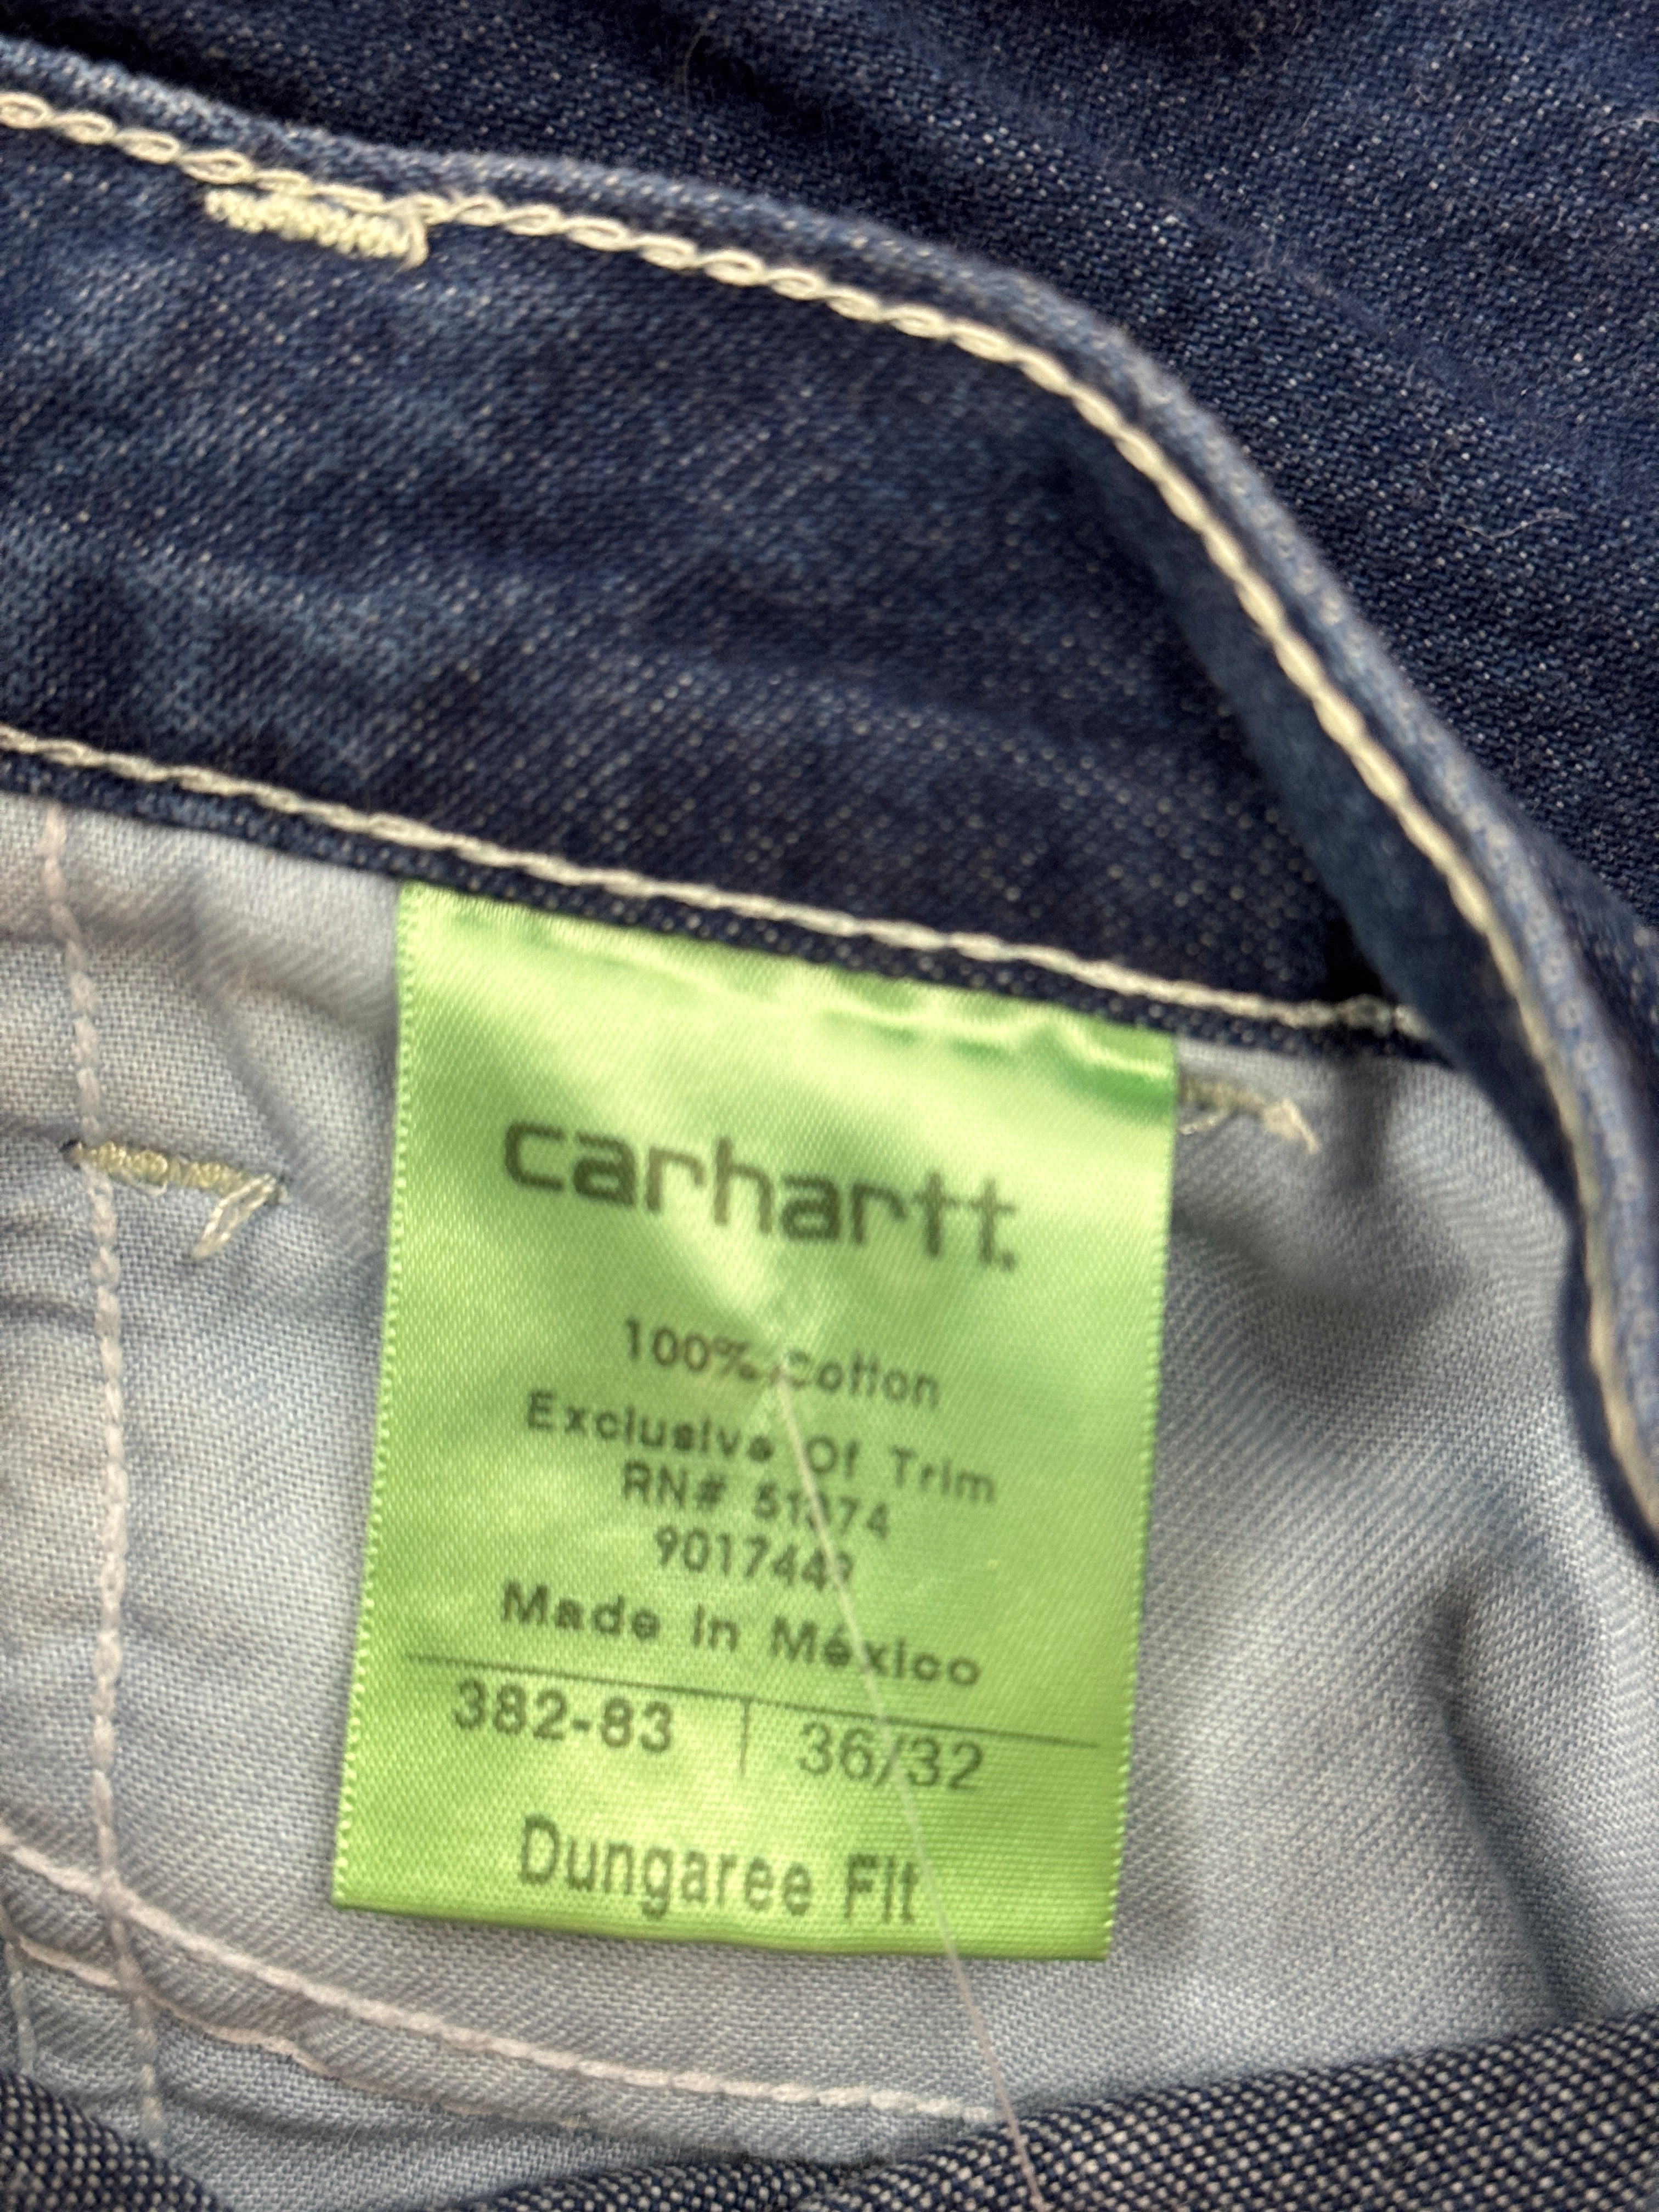 carhartt.
100% Cotton
Exclusive Of Trim
RN# 51374
Made In México
382-83 | 36/32
Dungaree Fit